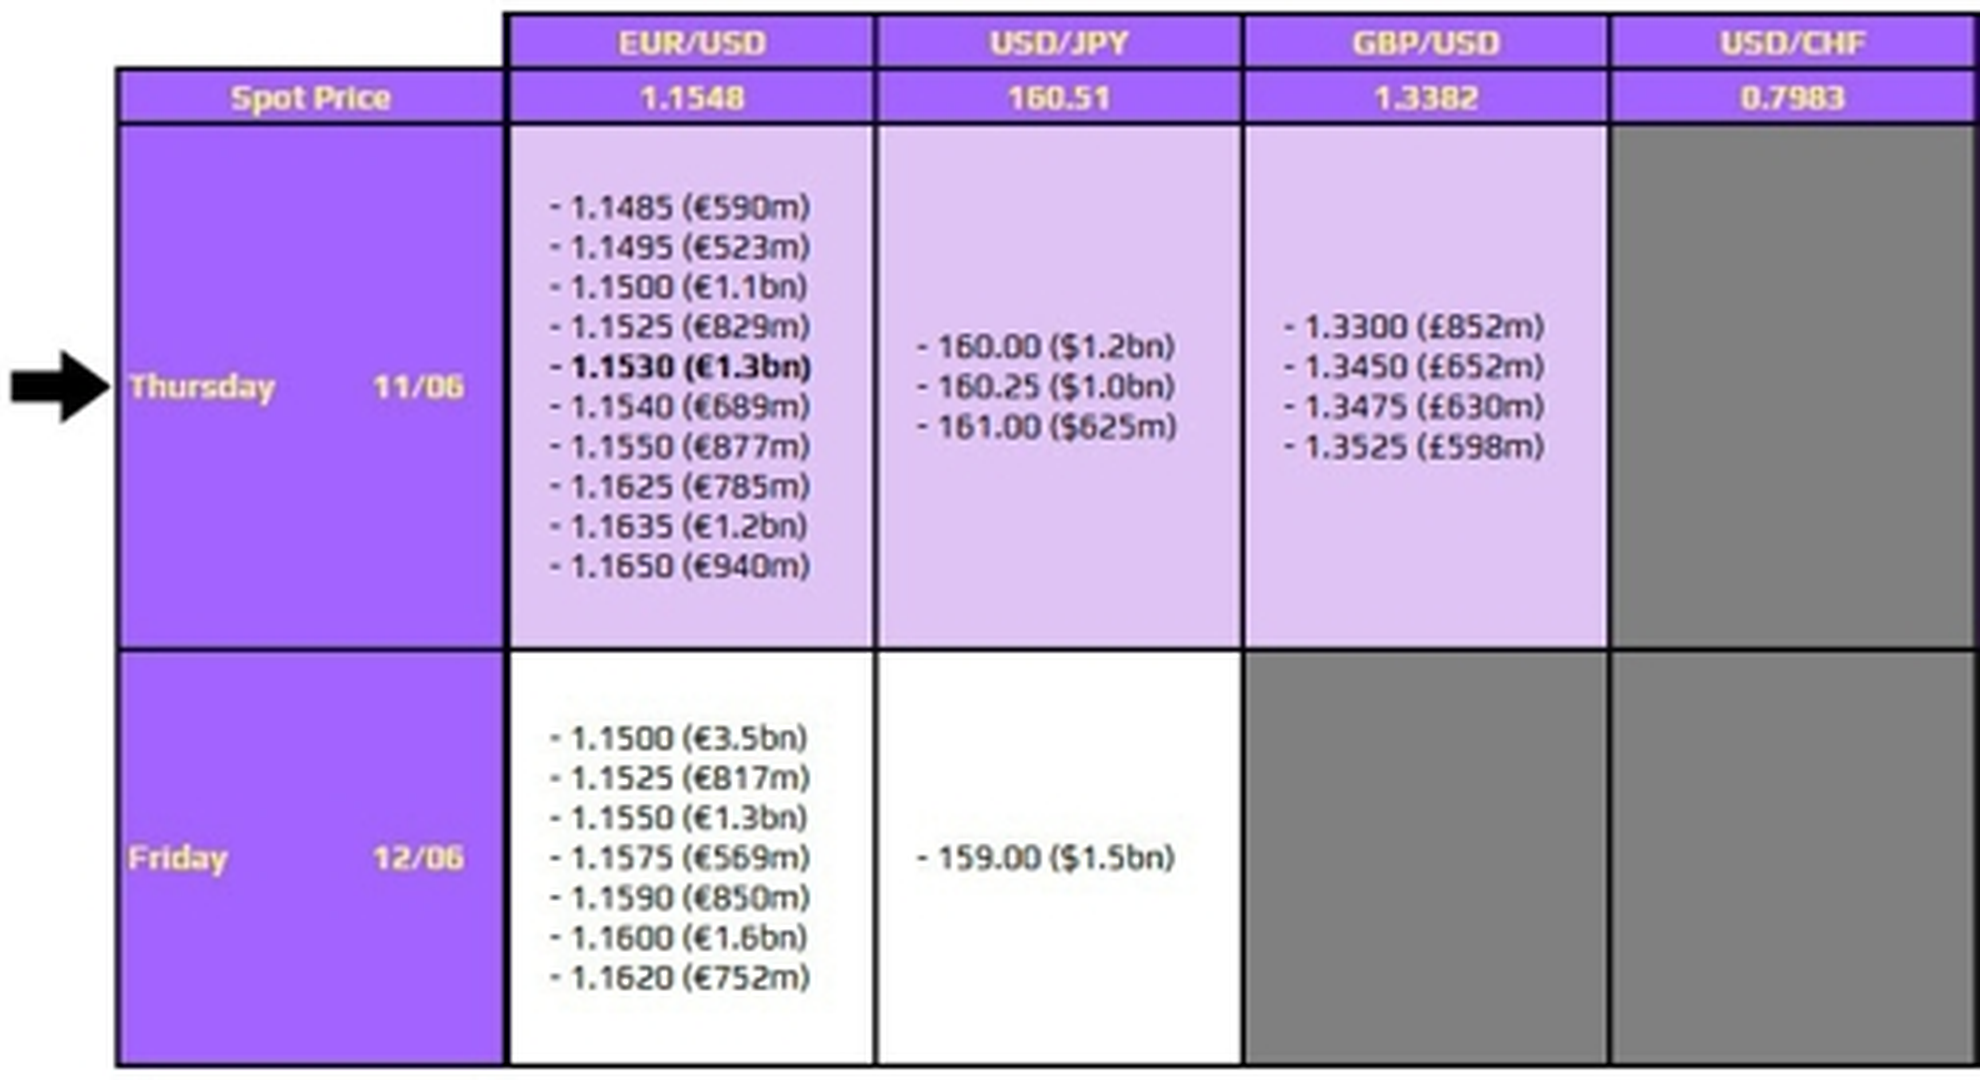 EUR/USD USD/JPY GBP/USD USD/CHF
Spot Price 1.1548 160.51 1.3382 0.7983
Thursday 11/06
- 1.1485 (€590m)
- 1.1495 (€523m)
- 1.1500 (€1.1bn)
- 1.1525 (€829m)
- 1.1530 (€1.3bn)
- 1.1540 (€689m)
- 1.1550 (€877m)
- 1.1625 (€785m)
- 1.1635 (€1.2bn)
- 1.1650 (€940m)
- 160.00 ($1.2bn)
- 160.25 ($1.0bn)
- 161.00 ($625m)
- 1.3300 (£852m)
- 1.3450 (£652m)
- 1.3475 (£630m)
- 1.3525 (£598m)
Friday 12/06
- 1.1500 (€3.5bn)
- 1.1525 (€817m)
- 1.1550 (€1.3bn)
- 1.1575 (€569m)
- 1.1590 (€850m)
- 1.1600 (€1.6bn)
- 1.1620 (€752m)
- 159.00 ($1.5bn)